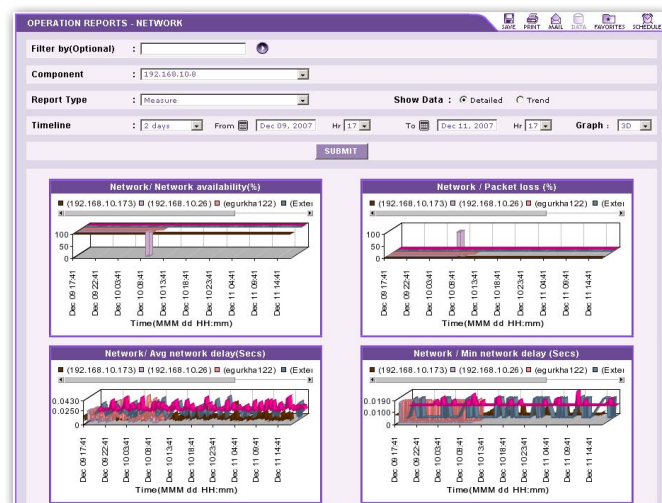 OPERATION REPORTS - NETWORK
SAVE PRINT MAIL DATA FAVORITES SCHEDULE
Filter by(Optional) :
Component : 192.168.10.8
Report Type : Measure Show Data : Detailed Trend
Timeline : 2 days From Dec 09, 2007 Hr 17 To Dec 11, 2007 Hr 17 Graph : 3D
SUBMIT
Network/ Network availability(%)
(192.168.10.173) (192.168.10.26) (egurkha122) (Exter
100
50
0
Dec 09 17:41 Dec 09 22:41 Dec 10 03:41 Dec 10 08:41 Dec 10 13:41 Dec 10 18:41 Dec 10 23:41 Dec 11 04:41 Dec 11 09:41 Dec 11 14:41
Time(MMM dd HH:mm)
Network / Packet loss (%)
(192.168.10.173) (192.168.10.26) (egurkha122) (Exter
100
50
0
Dec 09 17:41 Dec 09 22:41 Dec 10 03:41 Dec 10 08:41 Dec 10 13:41 Dec 10 18:41 Dec 10 23:41 Dec 11 04:41 Dec 11 09:41 Dec 11 14:41
Time(MMM dd HH:mm)
Network/ Avg network delay(Secs)
(192.168.10.173) (192.168.10.26) (egurkha122) (Exter
0.0430
0.0250
0
Dec 09 17:41 Dec 09 22:41 Dec 10 03:41 Dec 10 08:41 Dec 10 13:41 Dec 10 18:41 Dec 10 23:41 Dec 11 04:41 Dec 11 09:41 Dec 11 14:41
Time(MMM dd HH:mm)
Network / Min network delay (Secs)
(192.168.10.173) (192.168.10.26) (egurkha122) (Exter
0.0190
0.0100
0
Dec 09 17:41 Dec 09 22:41 Dec 10 03:41 Dec 10 08:41 Dec 10 13:41 Dec 10 18:41 Dec 10 23:41 Dec 11 04:41 Dec 11 09:41 Dec 11 14:41
Time(MMM dd HH:mm)